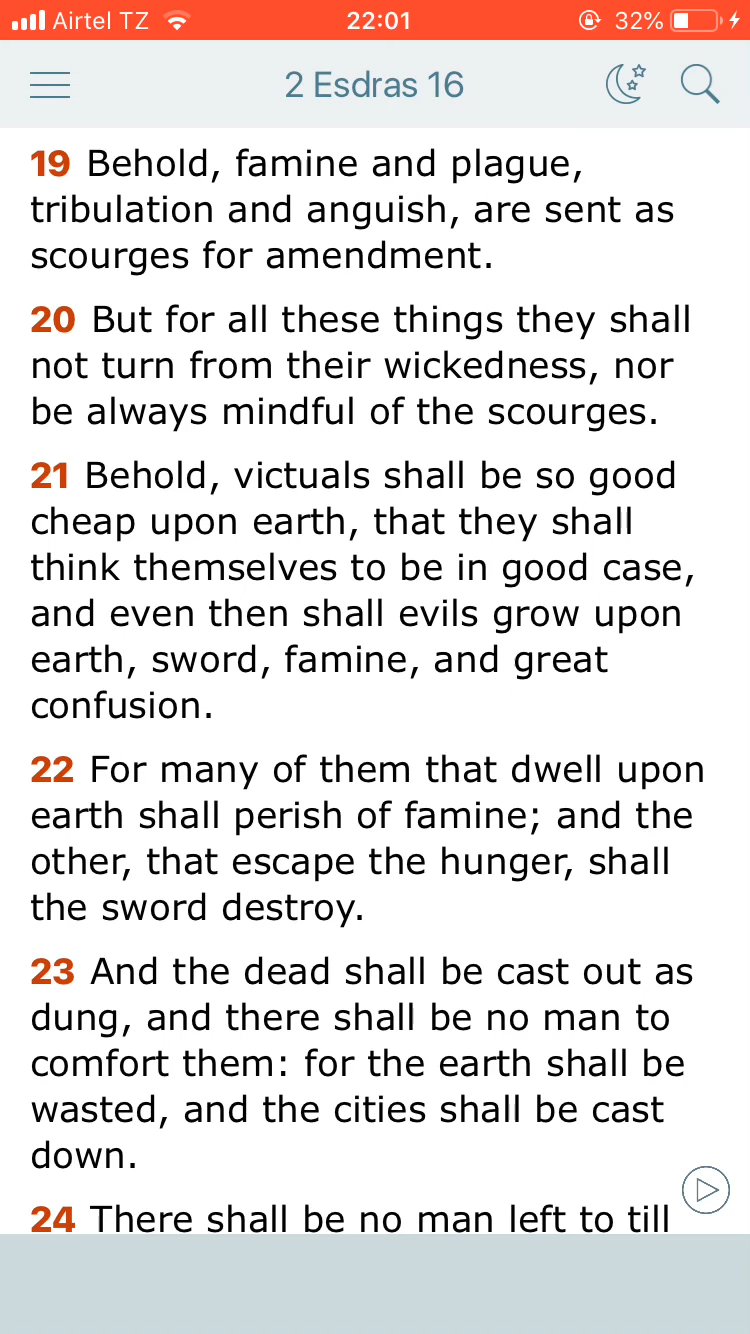 Airtel TZ 22:01 32%
2 Esdras 16
19 Behold, famine and plague,
tribulation and anguish, are sent as
scourges for amendment.
20 But for all these things they shall
not turn from their wickedness, nor
be always mindful of the scourges.
21 Behold, victuals shall be so good
cheap upon earth, that they shall
think themselves to be in good case,
and even then shall evils grow upon
earth, sword, famine, and great
confusion.
22 For many of them that dwell upon
earth shall perish of famine; and the
other, that escape the hunger, shall
the sword destroy.
23 And the dead shall be cast out as
dung, and there shall be no man to
comfort them: for the earth shall be
wasted, and the cities shall be cast
down.
24 There shall be no man left to till